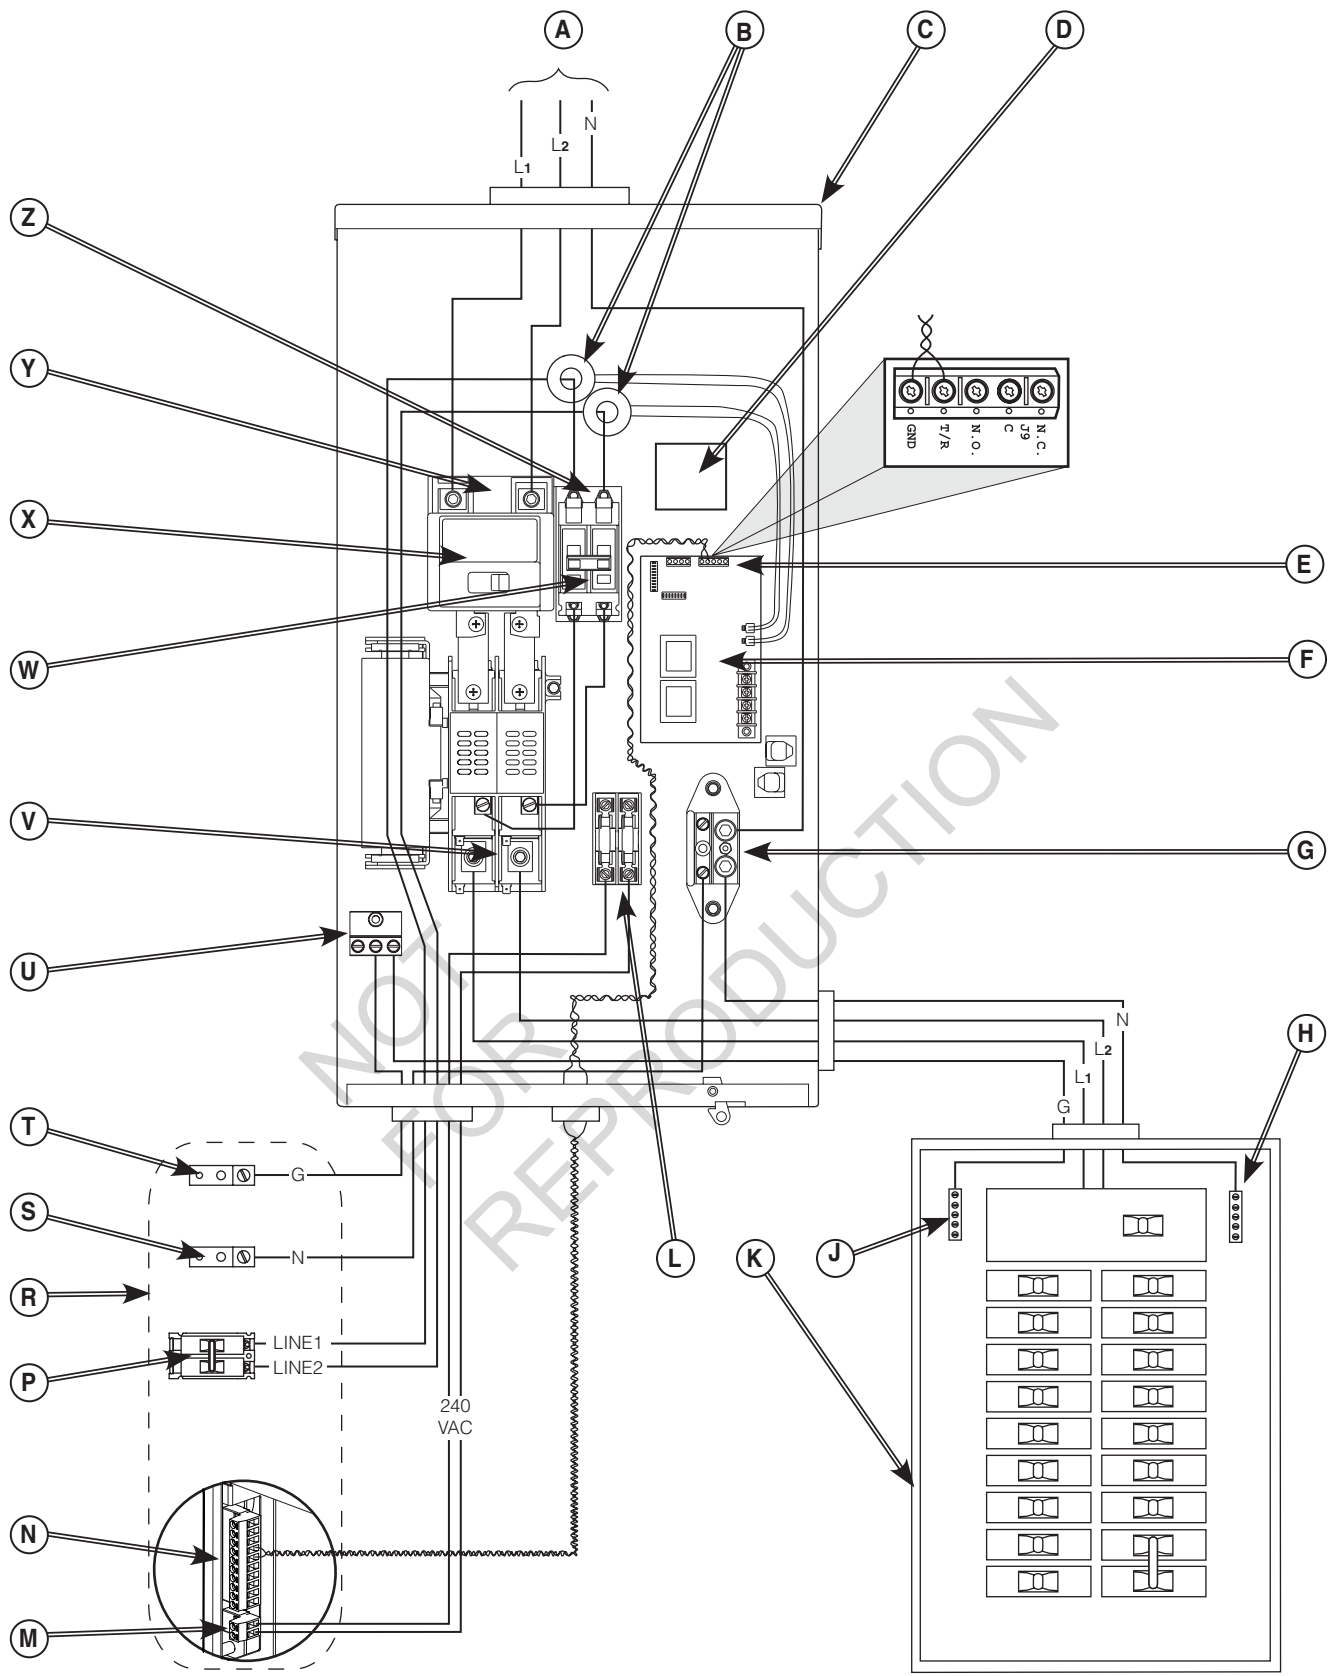 A
B
C
D
N
L2
L1
Z
Y
X
W
V
U
GND
T/R
N.O.
C
J9
N.C.
E
F
G
NOT
FOR
REPRODUCTION
N
L2
L1
G
H
T
G
S
N
R
L
K
J
LINE1
P
LINE2
240
VAC
N
M